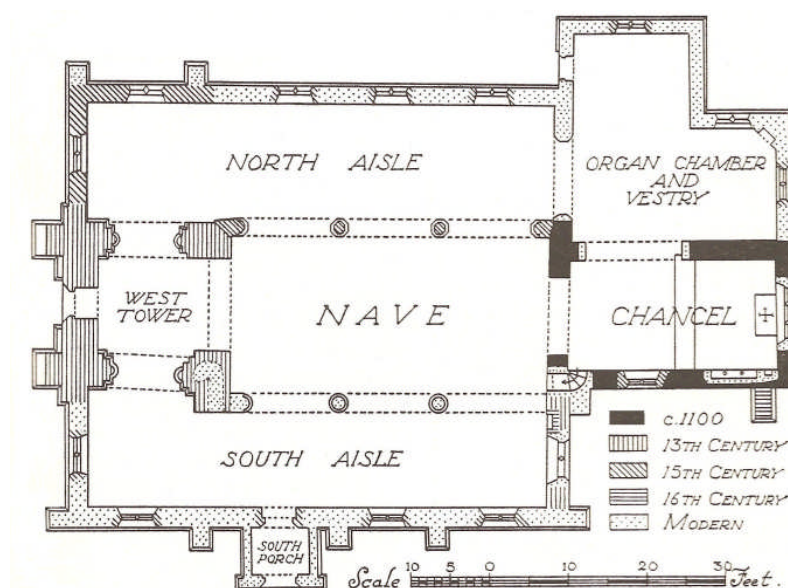 NORTH AISLE
ORGAN CHAMBER
AND
VESTRY
WEST
TOWER
NAVE
CHANCEL
SOUTH AISLE
SOUTH
PORCH
c.1100
13TH CENTURY
15TH CENTURY
16TH CENTURY
MODERN
Scale 10 5 0 10 20 30 Feet.